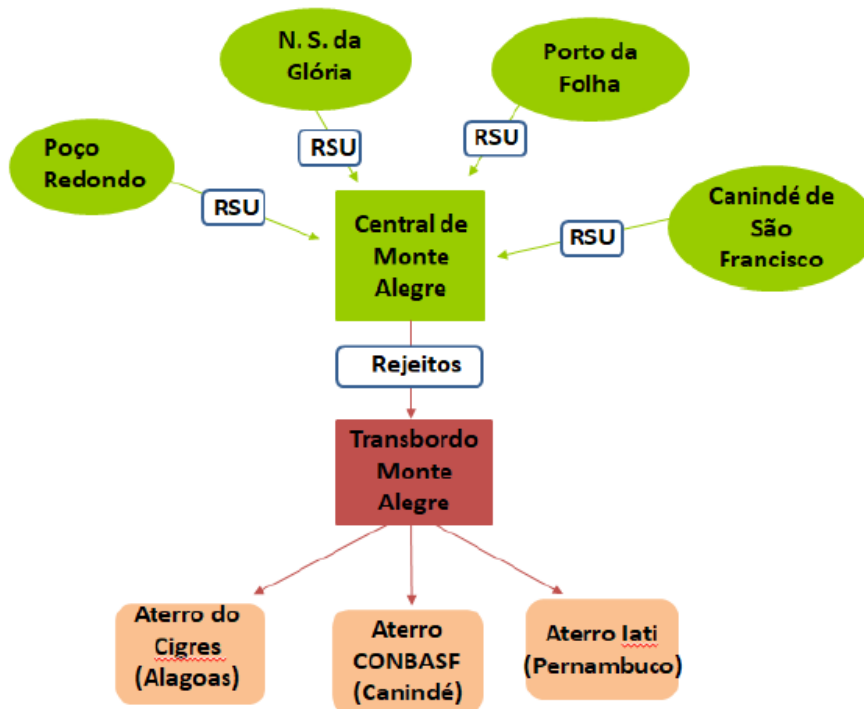 N. S. da
Glória
Porto da
Folha
RSU
RSU
Poço
Redondo
RSU
Canindé de
São
Francisco
RSU
Central de
Monte
Alegre
Rejeitos
Transbordo
Monte
Alegre
Aterro do
Cigres
(Alagoas)
Aterro
CONBASF
(Canindé)
Aterro Iati
(Pernambuco)